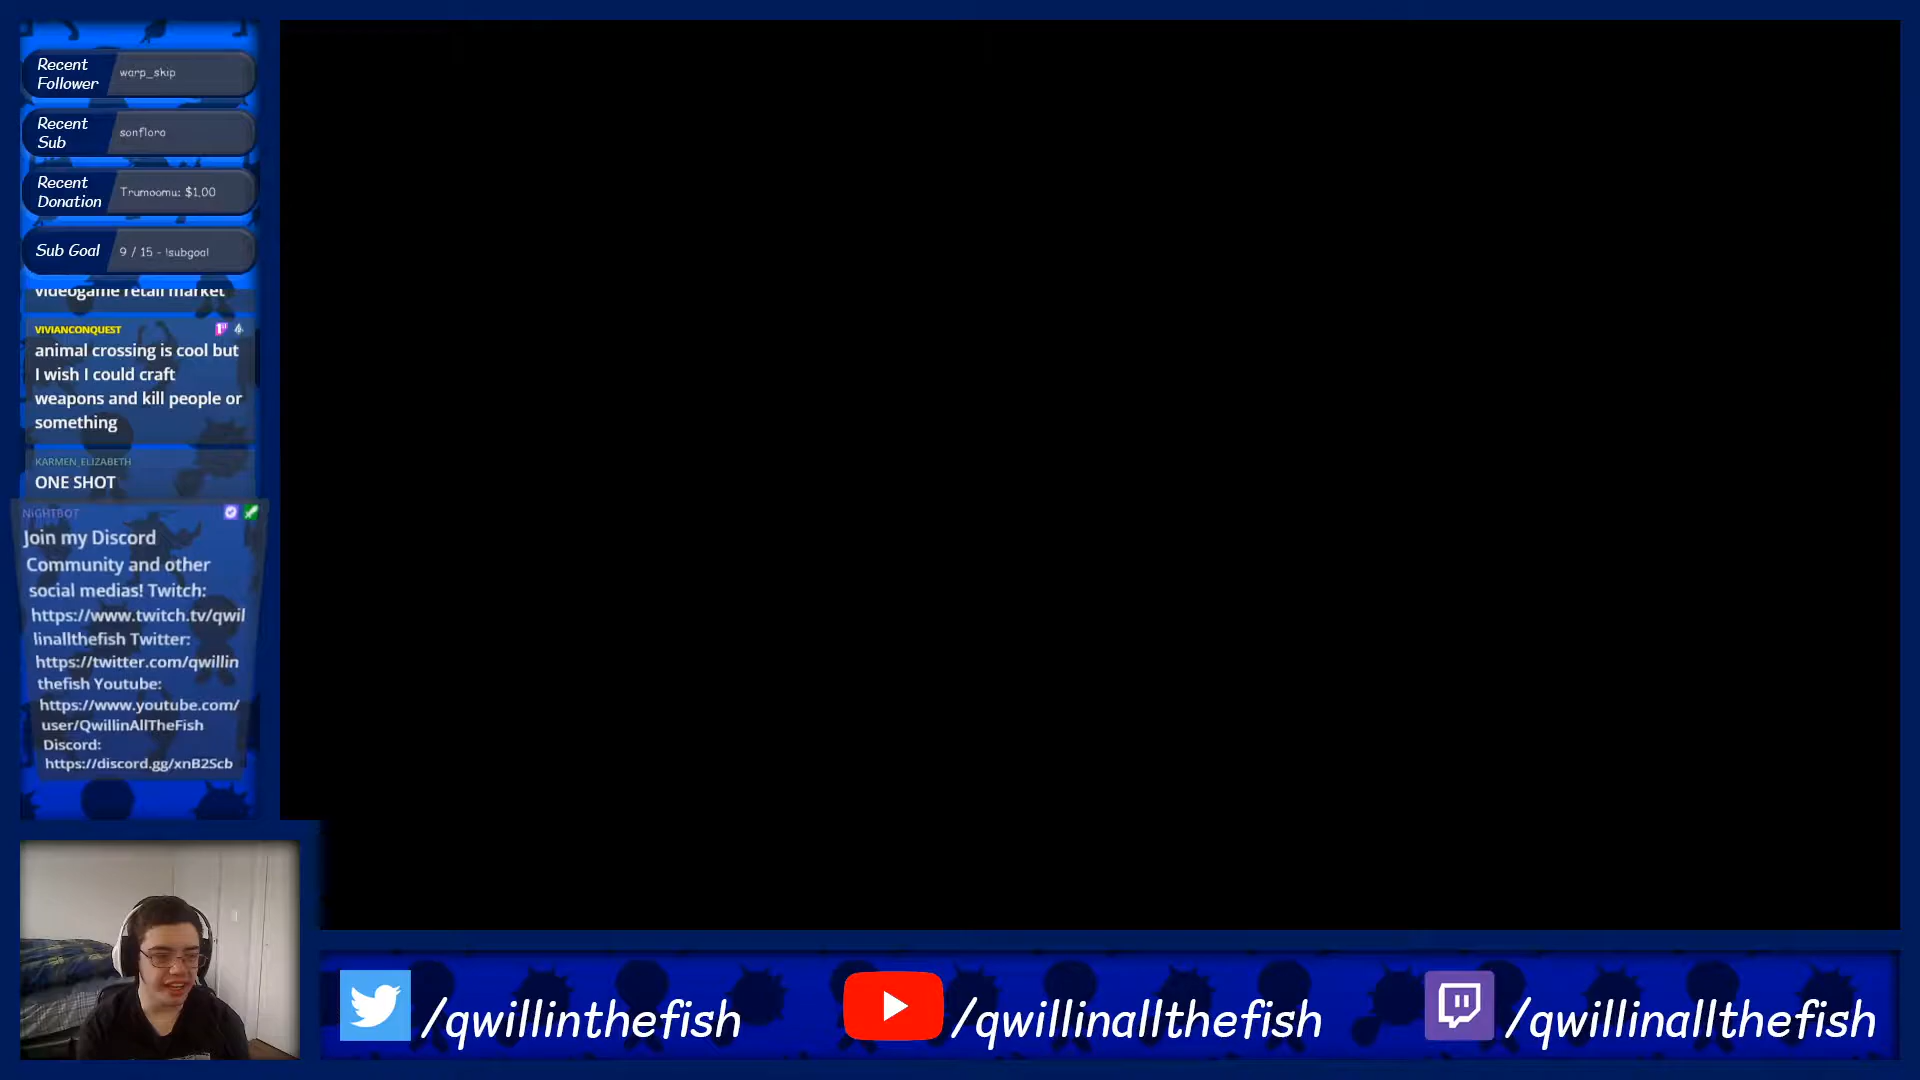 Recent
Follower
warp_skip
Recent
Sub
sonfloro
Recent
Donation
Trumoomu: $1.00
Sub Goal
9 / 15 - !subgoal
videogame retail market
VIVIANCONQUEST
animal crossing is cool but
I wish I could craft
weapons and kill people or
something
KARMEN_ELIZABETH
ONE SHOT
NIGHTBOT
Join my Discord
Community and other
social medias! Twitch:
https://www.twitch.tv/qwil
linallthefish Twitter:
https://twitter.com/qwillin
thefish Youtube:
https://www.youtube.com/
user/QwillinAllTheFish
Discord:
https://discord.gg/xnB2Scb
/qwillinthefish
/qwillinallthefish
/qwillinallthefish